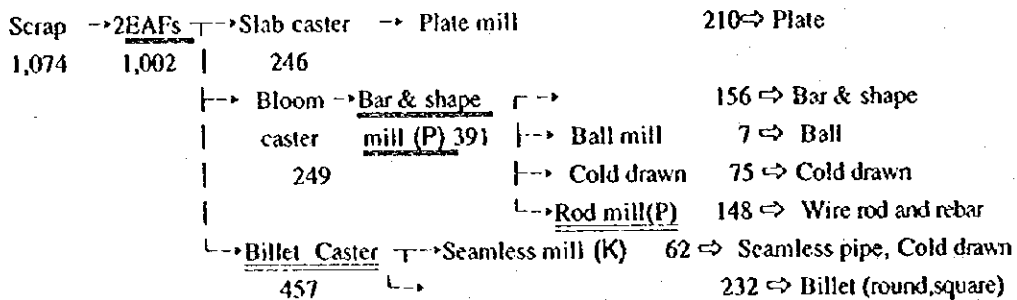 Scrap 2EAFs Slab caster Plate mill 210⇨ Plate
1,074 1,002 246
Bloom Bar & shape 156 ⇨ Bar & shape
caster mill (P) 391 Ball mill 7 ⇨ Ball
249 Cold drawn 75 ⇨ Cold drawn
Rod mill(P) 148 ⇨ Wire rod and rebar
Billet Caster Seamless mill (K) 62 ⇨ Seamless pipe, Cold drawn
457 232 ⇨ Billet (round,square)